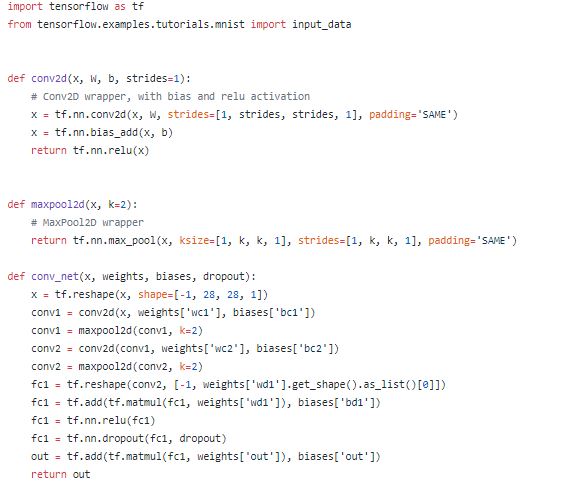 import tensorflow as tf
from tensorflow.examples.tutorials.mnist import input_data
def conv2d(x, W, b, strides=1):
# Conv2D wrapper, with bias and relu activation
x = tf.nn.conv2d(x, W, strides=[1, strides, strides, 1], padding='SAME')
x = tf.nn.bias_add(x, b)
return tf.nn.relu(x)
def maxpool2d(x, k=2):
# MaxPool2D wrapper
return tf.nn.max_pool(x, ksize=[1, k, k, 1], strides=[1, k, k, 1], padding='SAME')
def conv_net(x, weights, biases, dropout):
x = tf.reshape(x, shape=[-1, 28, 28, 1])
conv1 = conv2d(x, weights['wc1'], biases['bc1'])
conv1 = maxpool2d(conv1, k=2)
conv2 = conv2d(conv1, weights['wc2'], biases['bc2'])
conv2 = maxpool2d(conv2, k=2)
fc1 = tf.reshape(conv2, [-1, weights['wd1'].get_shape().as_list()[0]])
fc1 = tf.add(tf.matmul(fc1, weights['wd1']), biases['bd1'])
fc1 = tf.nn.relu(fc1)
fc1 = tf.nn.dropout(fc1, dropout)
out = tf.add(tf.matmul(fc1, weights['out']), biases['out'])
return out